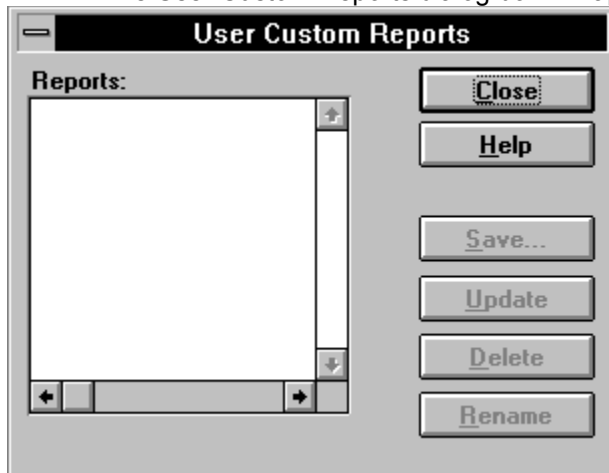 User Custom Reports
Reports:
Close
Help
Save...
Update
Delete
Rename